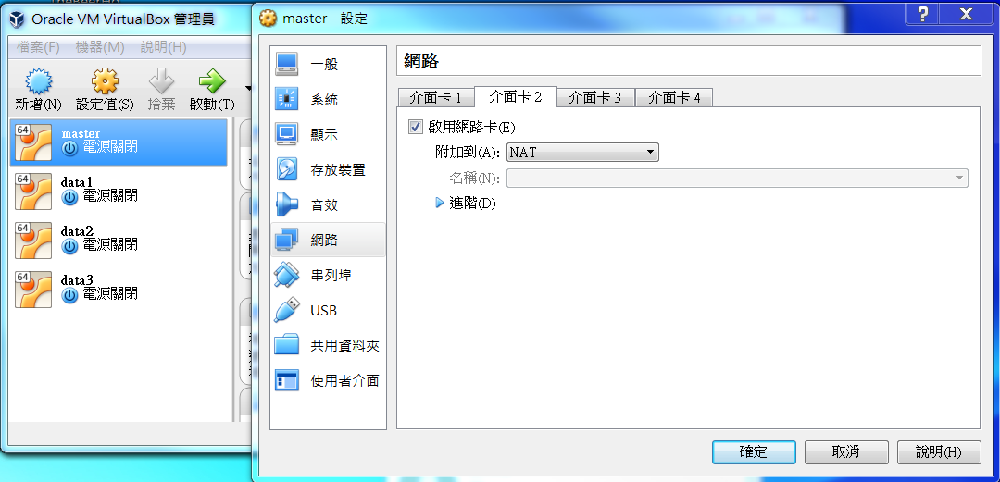 Oracle VM VirtualBox 管理員
檔案(F) 機器(M) 說明(H)
新增(N) 設定值(S) 捨棄 啟動(T)
64 master
電源關閉
64 data1
電源關閉
64 data2
電源關閉
64 data3
電源關閉
master - 設定
一般
系統
顯示
存放裝置
音效
網路
串列埠
USB
共用資料夾
使用者介面
網路
介面卡 1 介面卡 2 介面卡 3 介面卡 4
啟用網路卡(E)
附加到(A): NAT
名稱(N):
進階(D)
確定 取消 說明(H)